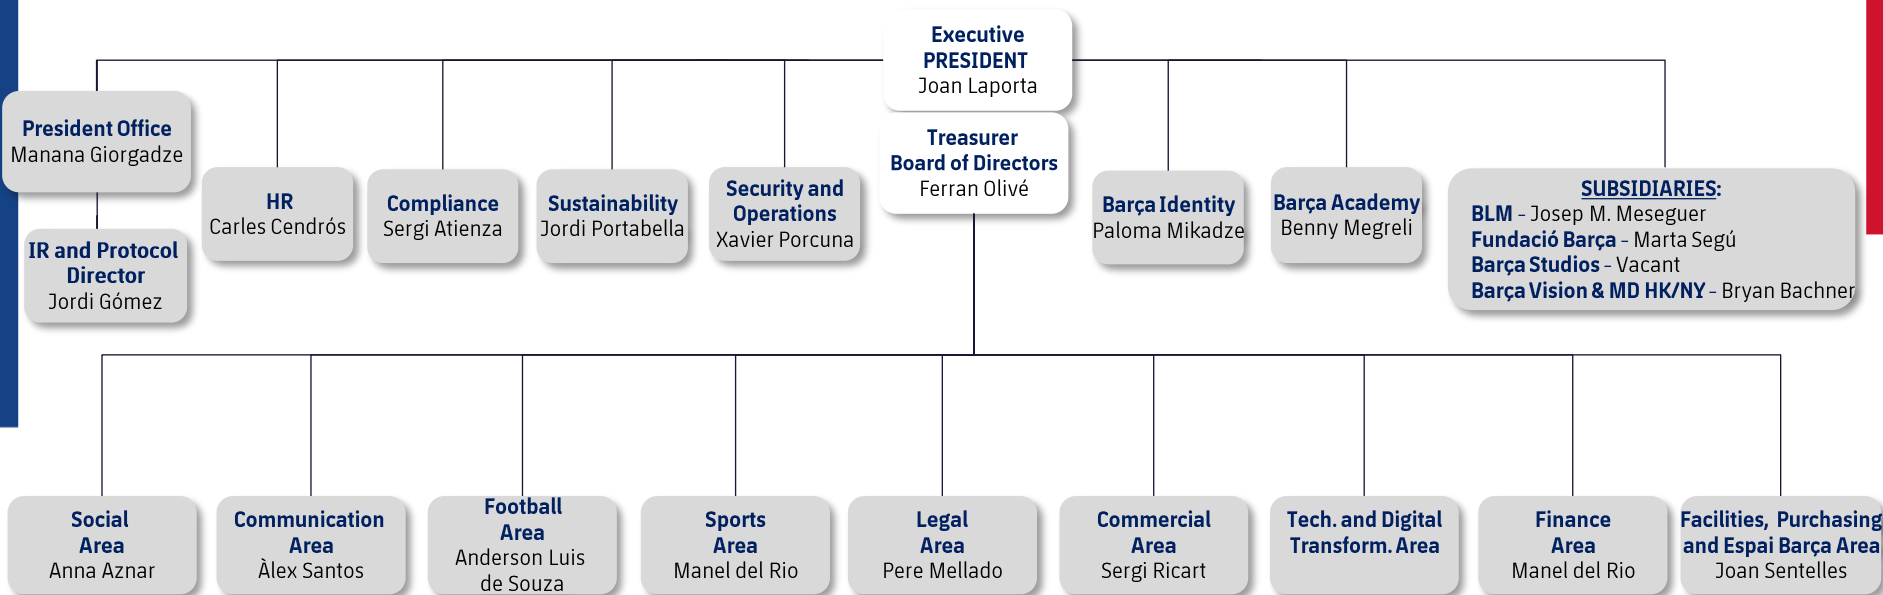 Executive
PRESIDENT
Joan Laporta
Treasurer
Board of Directors
Ferran Olivé
President Office
Manana Giorgadze
IR and Protocol
Director
Jordi Gómez
HR
Carles Cendrós
Compliance
Sergi Atienza
Sustainability
Jordi Portabella
Security and
Operations
Xavier Porcuna
Barça Identity
Paloma Mikadze
Barça Academy
Benny Megreli
SUBSIDIARIES:
BLM - Josep M. Meseguer
Fundació Barça - Marta Segú
Barça Studios - Vacant
Barça Vision & MD HK/NY - Bryan Bachner
Social
Area
Anna Aznar
Communication
Area
Àlex Santos
Football
Area
Anderson Luis
de Souza
Sports
Area
Manel del Rio
Legal
Area
Pere Mellado
Commercial
Area
Sergi Ricart
Tech. and Digital
Transform. Area
Finance
Area
Manel del Rio
Facilities, Purchasing
and Espai Barça Area
Joan Sentelles